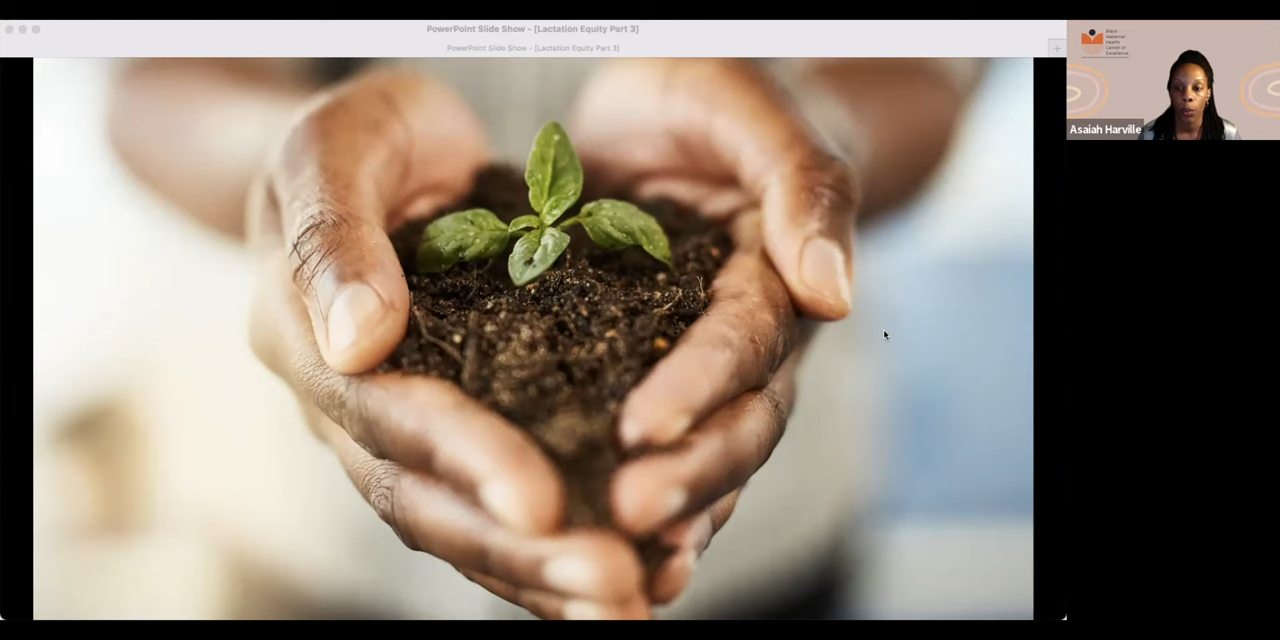 PowerPoint Slide Show - [Lactation Equity Part 3]
PowerPoint Slide Show - [Lactation Equity Part 3]
Black
Maternal
Health
Center of
Excellence
Asaiah Harville